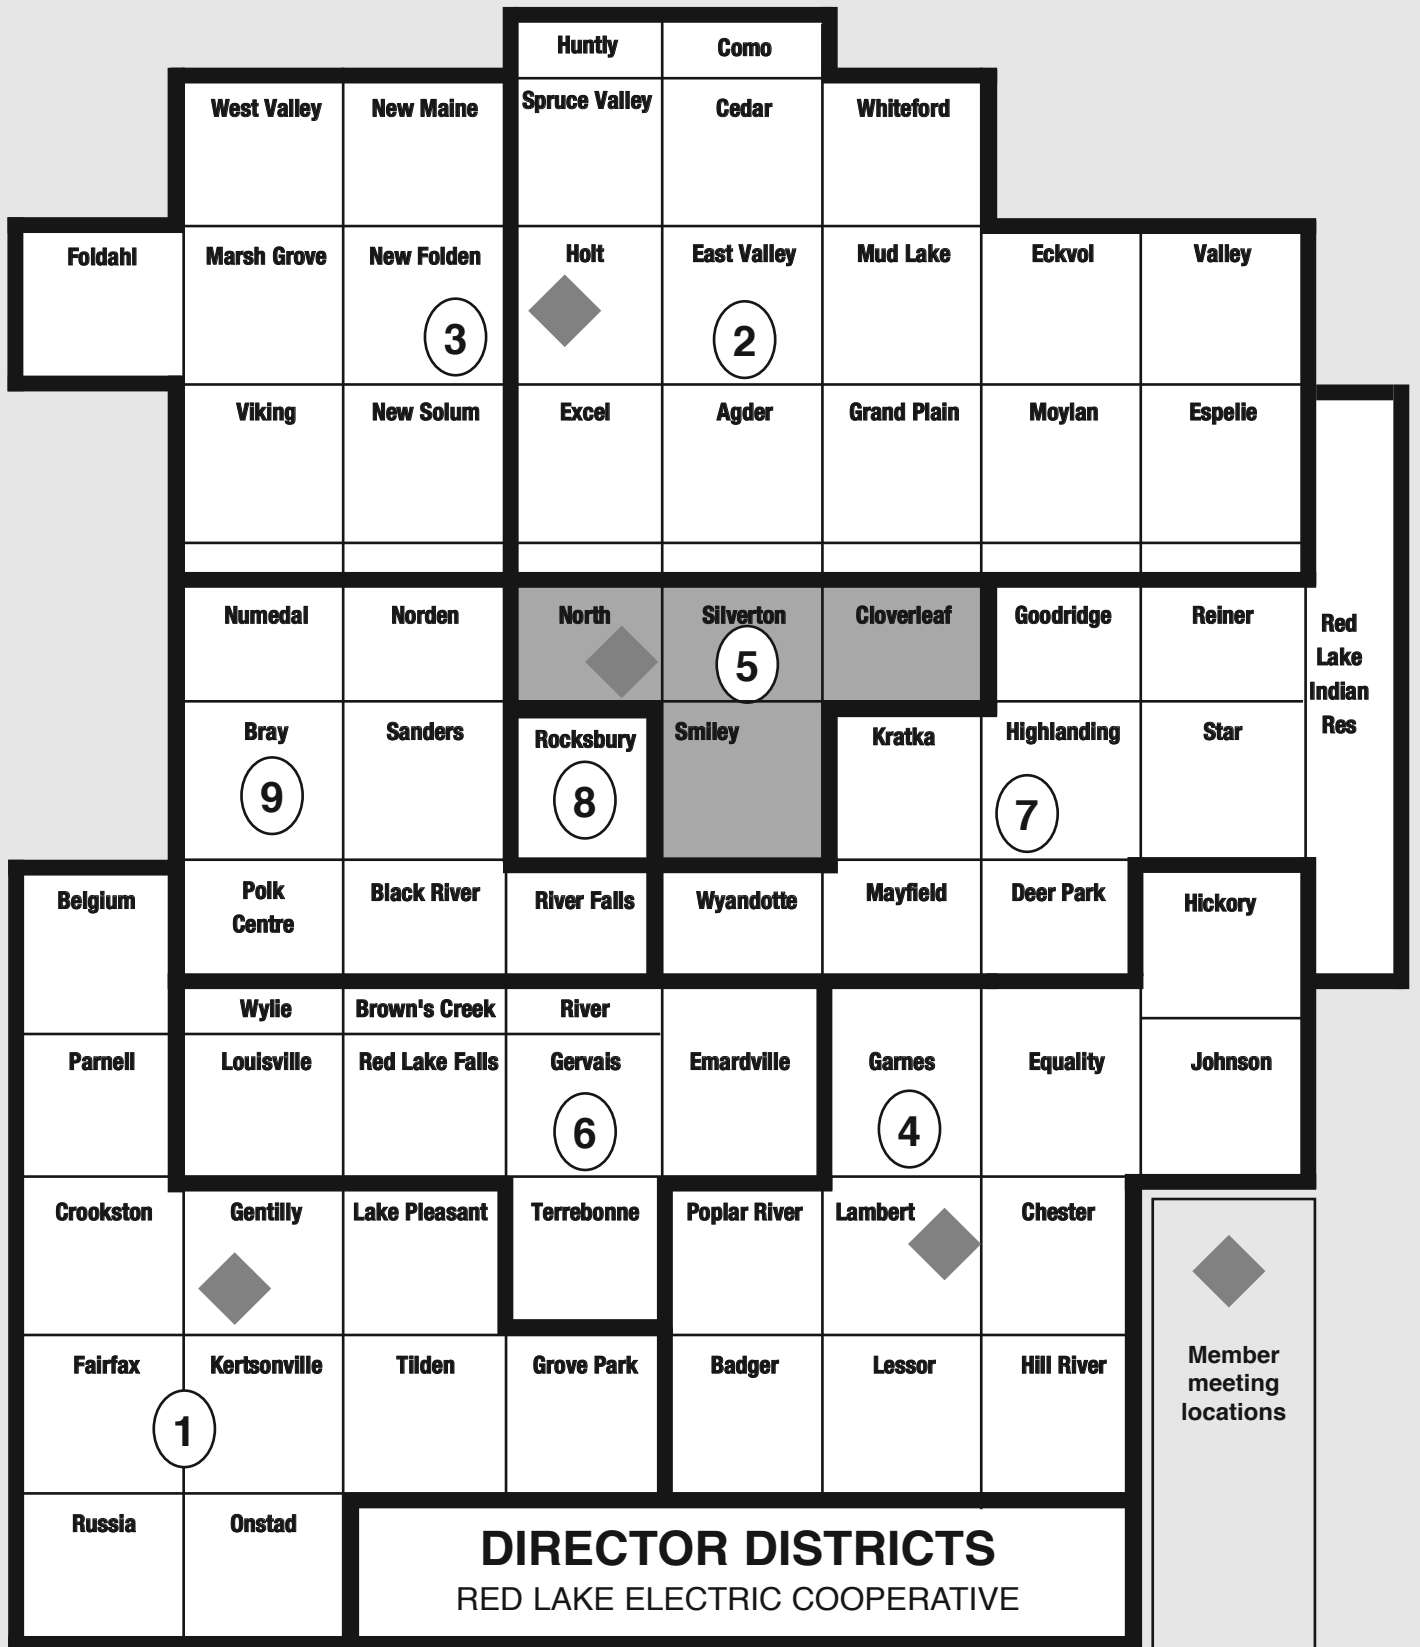 Huntly
Como
West Valley
New Maine
Spruce Valley
Cedar
Whiteford
Foldahl
Marsh Grove
New Folden
Holt
East Valley
Mud Lake
Eckvol
Valley
3
2
Viking
New Solum
Excel
Agder
Grand Plain
Moylan
Espelie
Numedal
Norden
North
Silverton
Cloverleaf
Goodridge
Reiner
Red
Lake
Indian
Res
5
Bray
Sanders
Rocksbury
Smiley
Kratka
Highlanding
Star
9
8
7
Belgium
Polk
Centre
Black River
River Falls
Wyandotte
Mayfield
Deer Park
Hickory
Wylie
Brown's Creek
River
Parnell
Louisville
Red Lake Falls
Gervais
Emardville
Garnes
Equality
Johnson
6
4
Crookston
Gentilly
Lake Pleasant
Terrebonne
Poplar River
Lambert
Chester
Fairfax
Kertsonville
Tilden
Grove Park
Badger
Lessor
Hill River
Member
meeting
locations
1
Russia
Onstad
DIRECTOR DISTRICTS
RED LAKE ELECTRIC COOPERATIVE